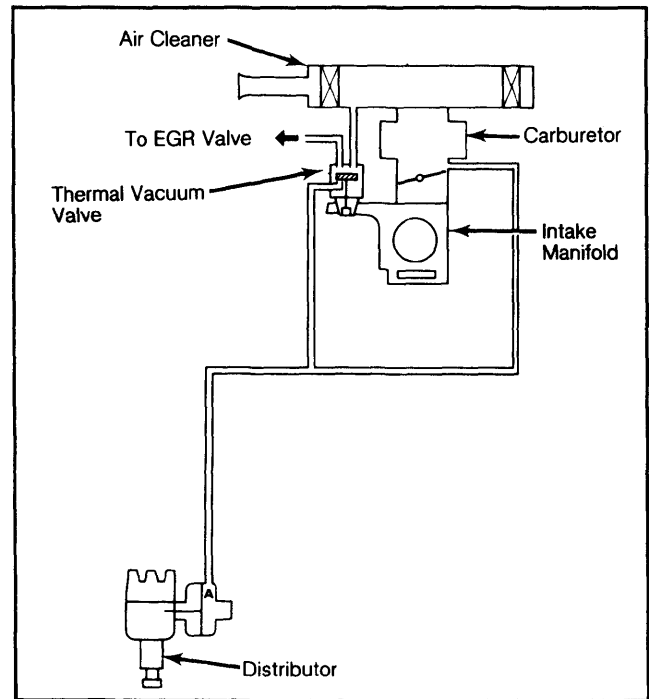 Air Cleaner
To EGR Valve
Carburetor
Thermal Vacuum
Valve
Intake
Manifold
A
Distributor